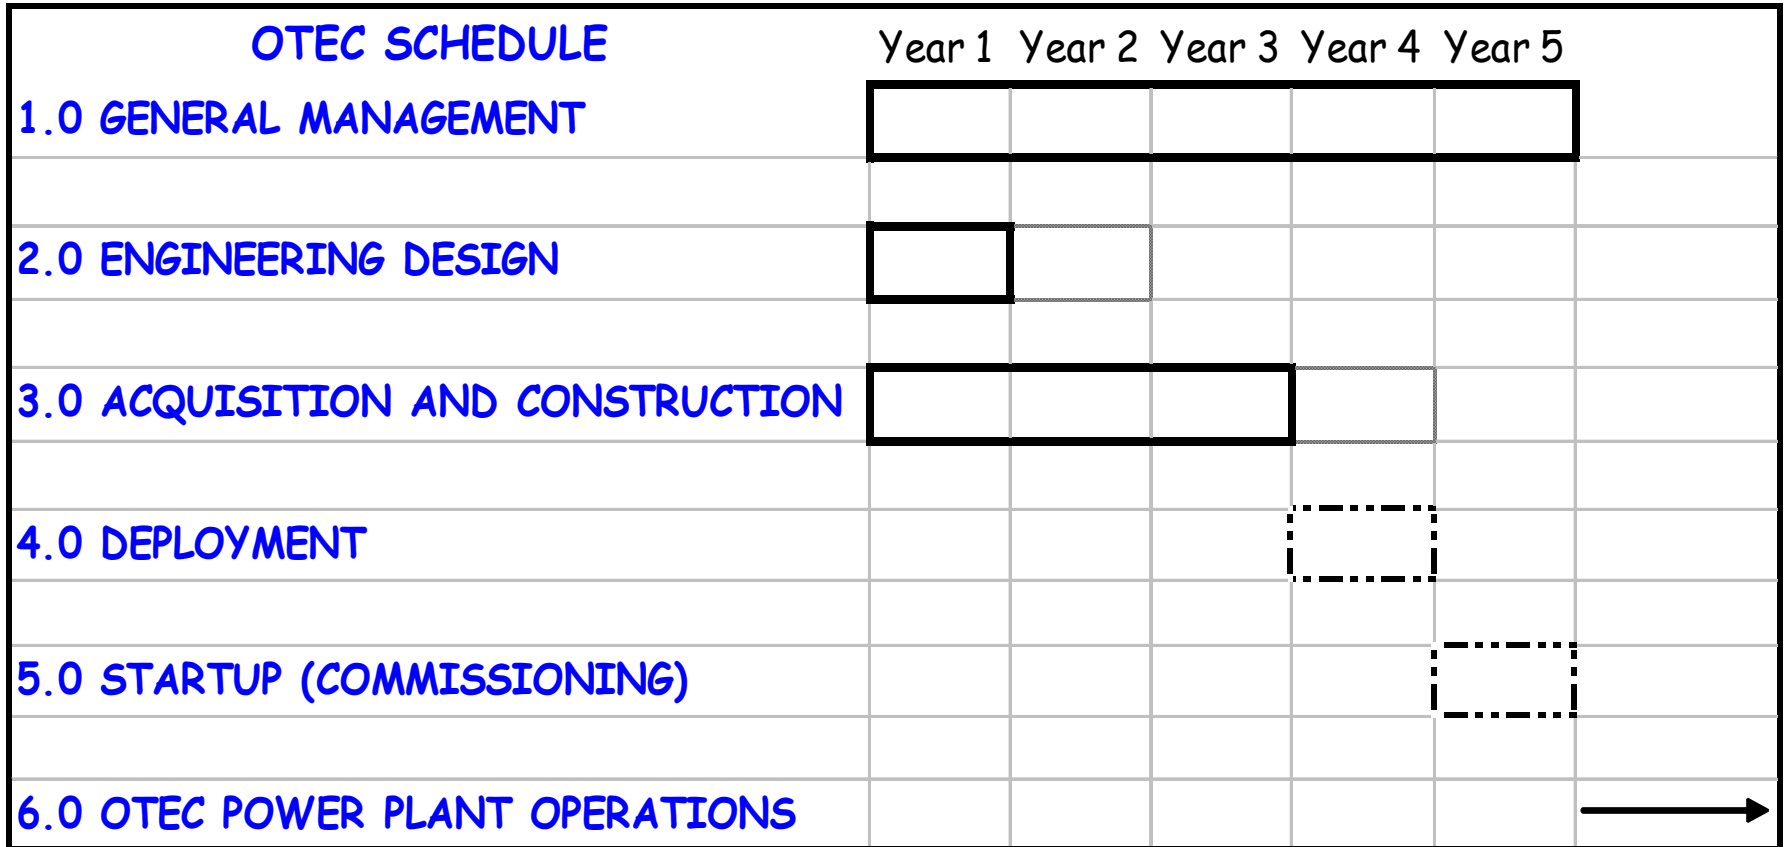 OTEC SCHEDULE Year 1 Year 2 Year 3 Year 4 Year 5
1.0 GENERAL MANAGEMENT
2.0 ENGINEERING DESIGN
3.0 ACQUISITION AND CONSTRUCTION
4.0 DEPLOYMENT
5.0 STARTUP (COMMISSIONING)
6.0 OTEC POWER PLANT OPERATIONS